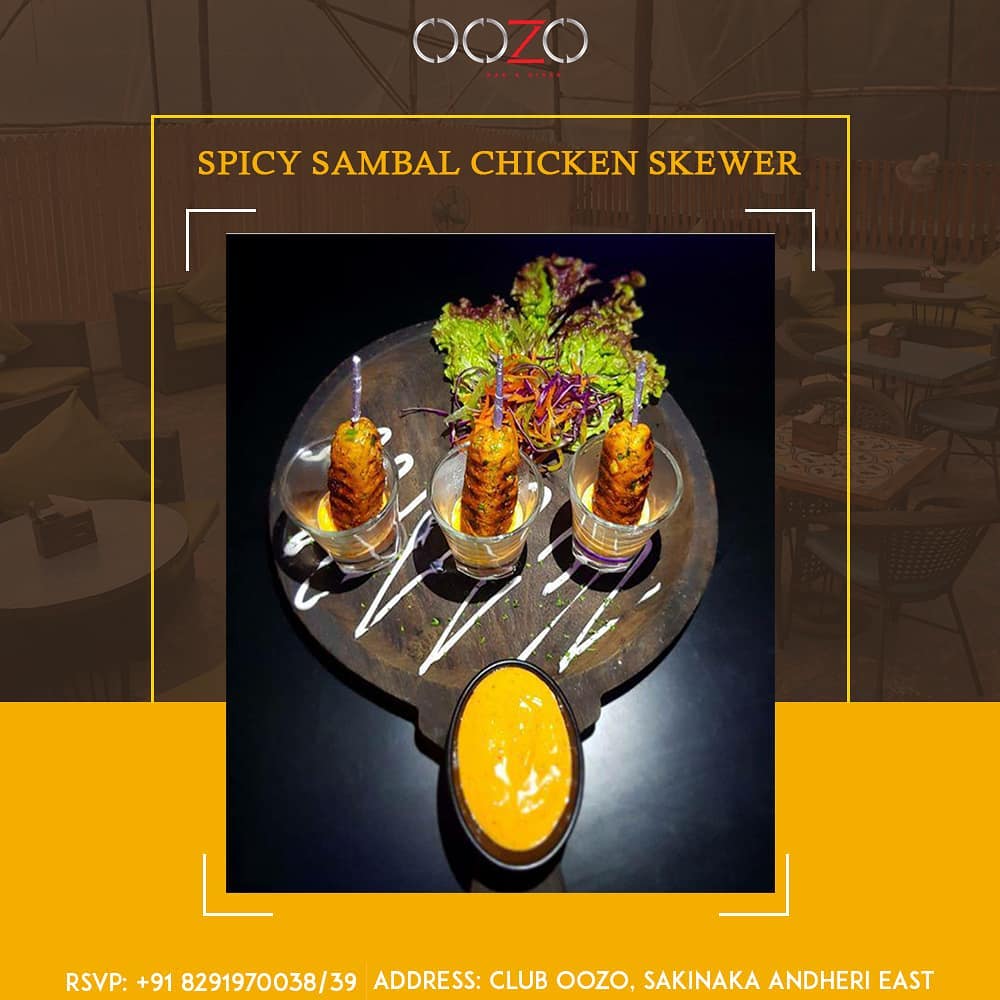 OOZO
SPICY SAMBAL CHICKEN SKEWER
RSVP: +91 8291970038/39 ADDRESS: CLUB OOZO, SAKINAKA ANDHERI EAST